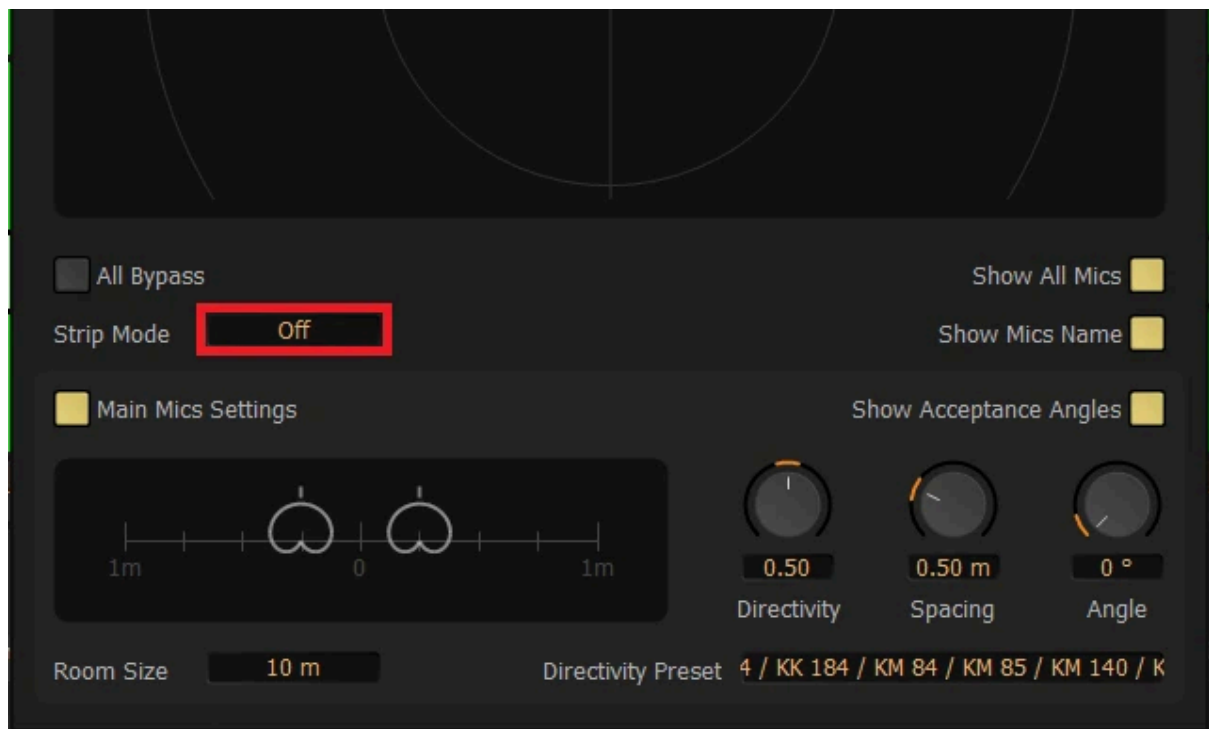 All Bypass
Show All Mics
Strip Mode
Off
Show Mics Name
Main Mics Settings
Show Acceptance Angles
1m
0
1m
0.50
0.50 m
0 °
Directivity
Spacing
Angle
Room Size
10 m
Directivity Preset
4 / KK 184 / KM 84 / KM 85 / KM 140 / K